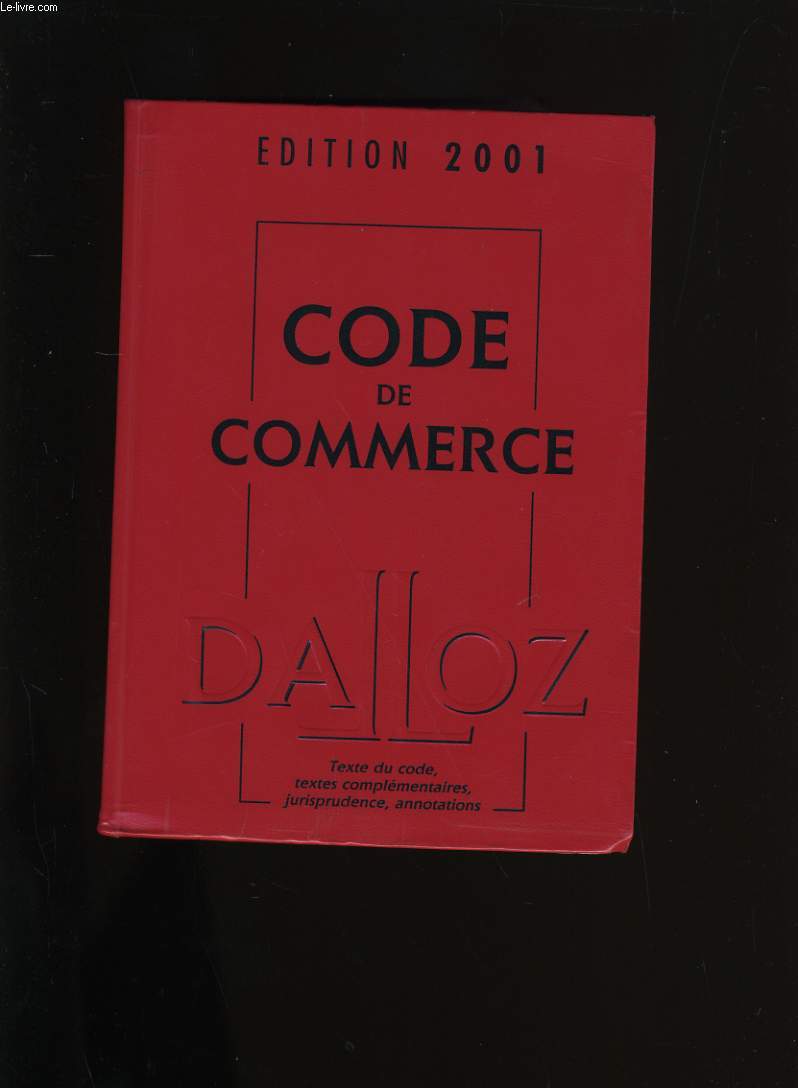 Le-livre.com
EDITION 2001
CODE
DE
COMMERCE
DALLOZ
Texte du code,
textes complémentaires,
jurisprudence, annotations